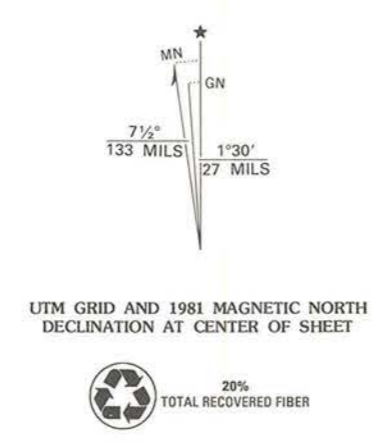 MN
GN
7½°
133 MILS
1°30′
27 MILS
UTM GRID AND 1981 MAGNETIC NORTH
DECLINATION AT CENTER OF SHEET
20%
TOTAL RECOVERED FIBER